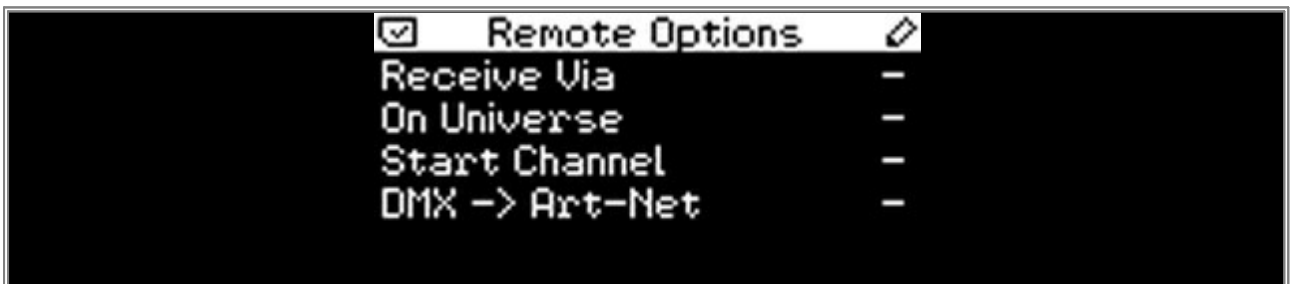 Remote Options
Receive Via –
On Universe –
Start Channel –
DMX -> Art-Net –